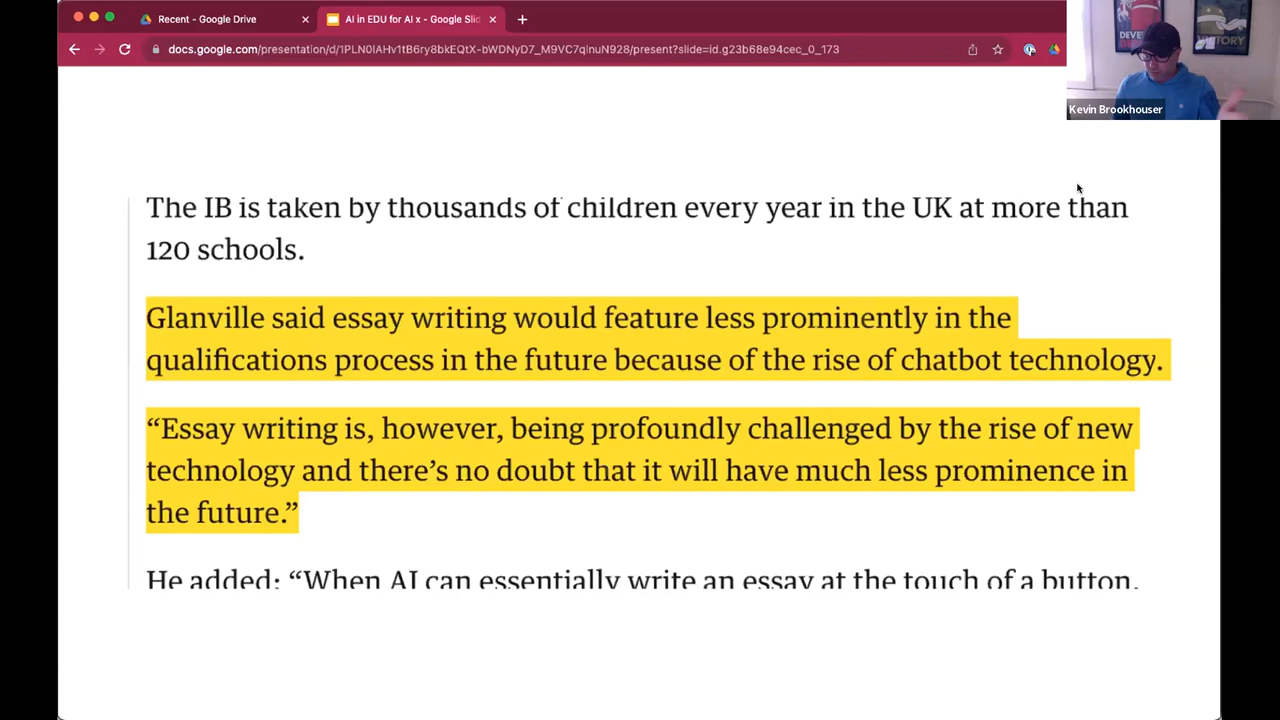 Recent - Google Drive
AI in EDU for AI x - Google Slid
docs.google.com/presentation/d/1PLN0lAHv1tB6ry8bkEQtX-bWDNyD7_M9VC7qinuN928/present?slide=id.g23b68e94cec_0_173
Kevin Brookhouser
The IB is taken by thousands of children every year in the UK at more than
120 schools.
Glanville said essay writing would feature less prominently in the
qualifications process in the future because of the rise of chatbot technology.
“Essay writing is, however, being profoundly challenged by the rise of new
technology and there’s no doubt that it will have much less prominence in
the future.”
He added: “When AI can essentially write an essay at the touch of a button,